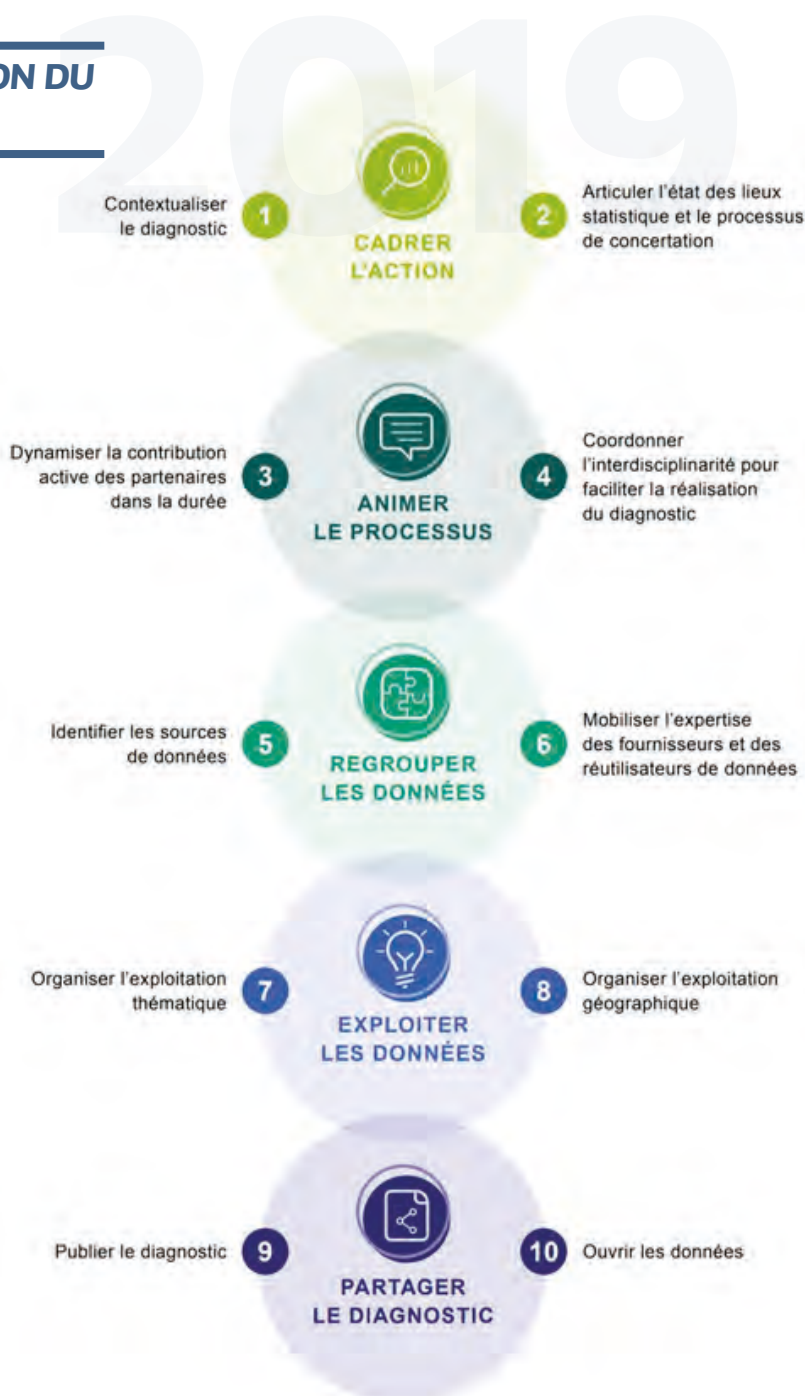 2019
ON DU
Contextualiser
le diagnostic
1
CADRER
L'ACTION
2
Articuler l'état des lieux
statistique et le processus
de concertation
Dynamiser la contribution
active des partenaires
dans la durée
3
ANIMER
LE PROCESSUS
4
Coordonner
l'interdisciplinarité pour
faciliter la réalisation
du diagnostic
Identifier les sources
de données
5
REGROUPER
LES DONNÉES
6
Mobiliser l'expertise
des fournisseurs et des
réutilisateurs de données
Organiser l'exploitation
thématique
7
EXPLOITER
LES DONNÉES
8
Organiser l'exploitation
géographique
Publier le diagnostic
9
PARTAGER
LE DIAGNOSTIC
10
Ouvrir les données